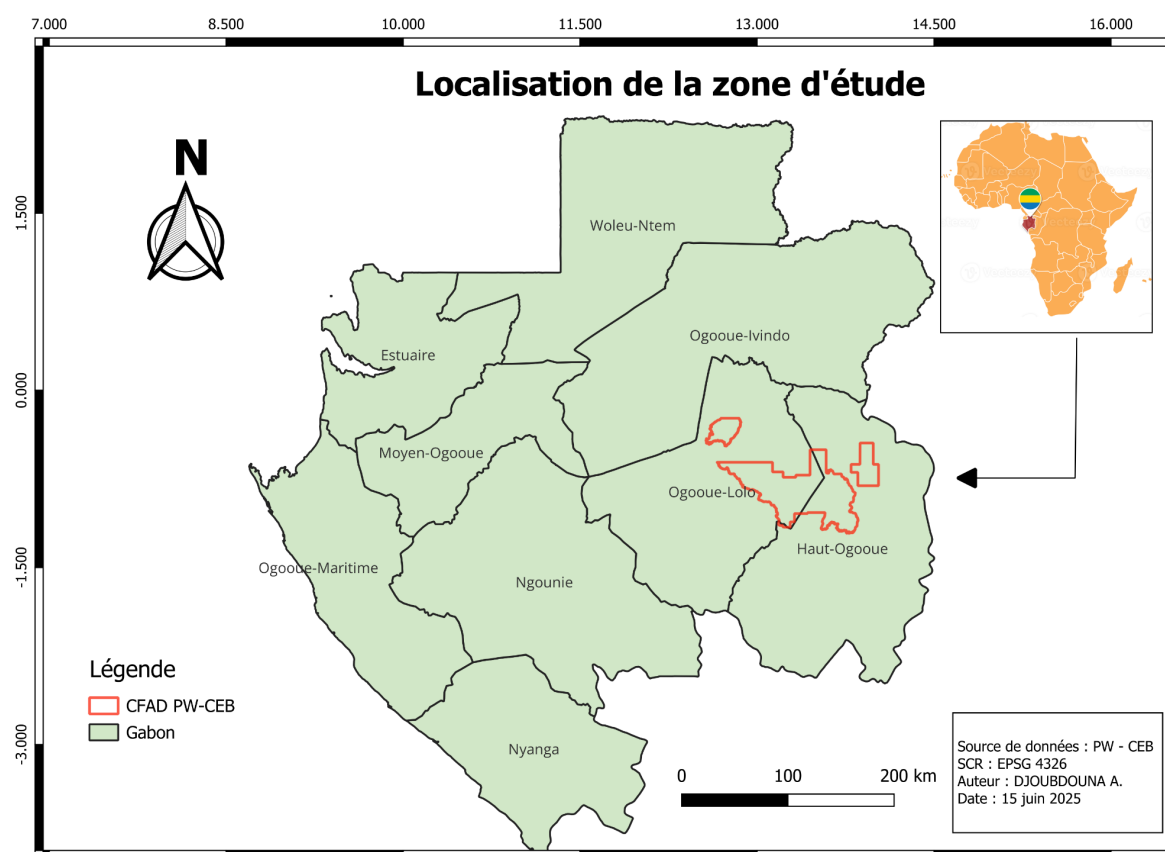 7.000 8.500 10.000 11.500 13.000 14.500 16.000
Localisation de la zone d'étude
N
1.500
0.000
-1.500
-3.000
Woleu-Ntem
Ogooue-Ivindo
Estuaire
Moyen-Ogooue
Ogooue-Lolo
Haut-Ogooue
Ogooue-Maritime
Ngounie
Nyanga
Légende
CFAD PW-CEB
Gabon
0 100 200 km
Source de données : PW - CEB
SCR : EPSG 4326
Auteur : DJOUBDOUNA A.
Date : 15 juin 2025